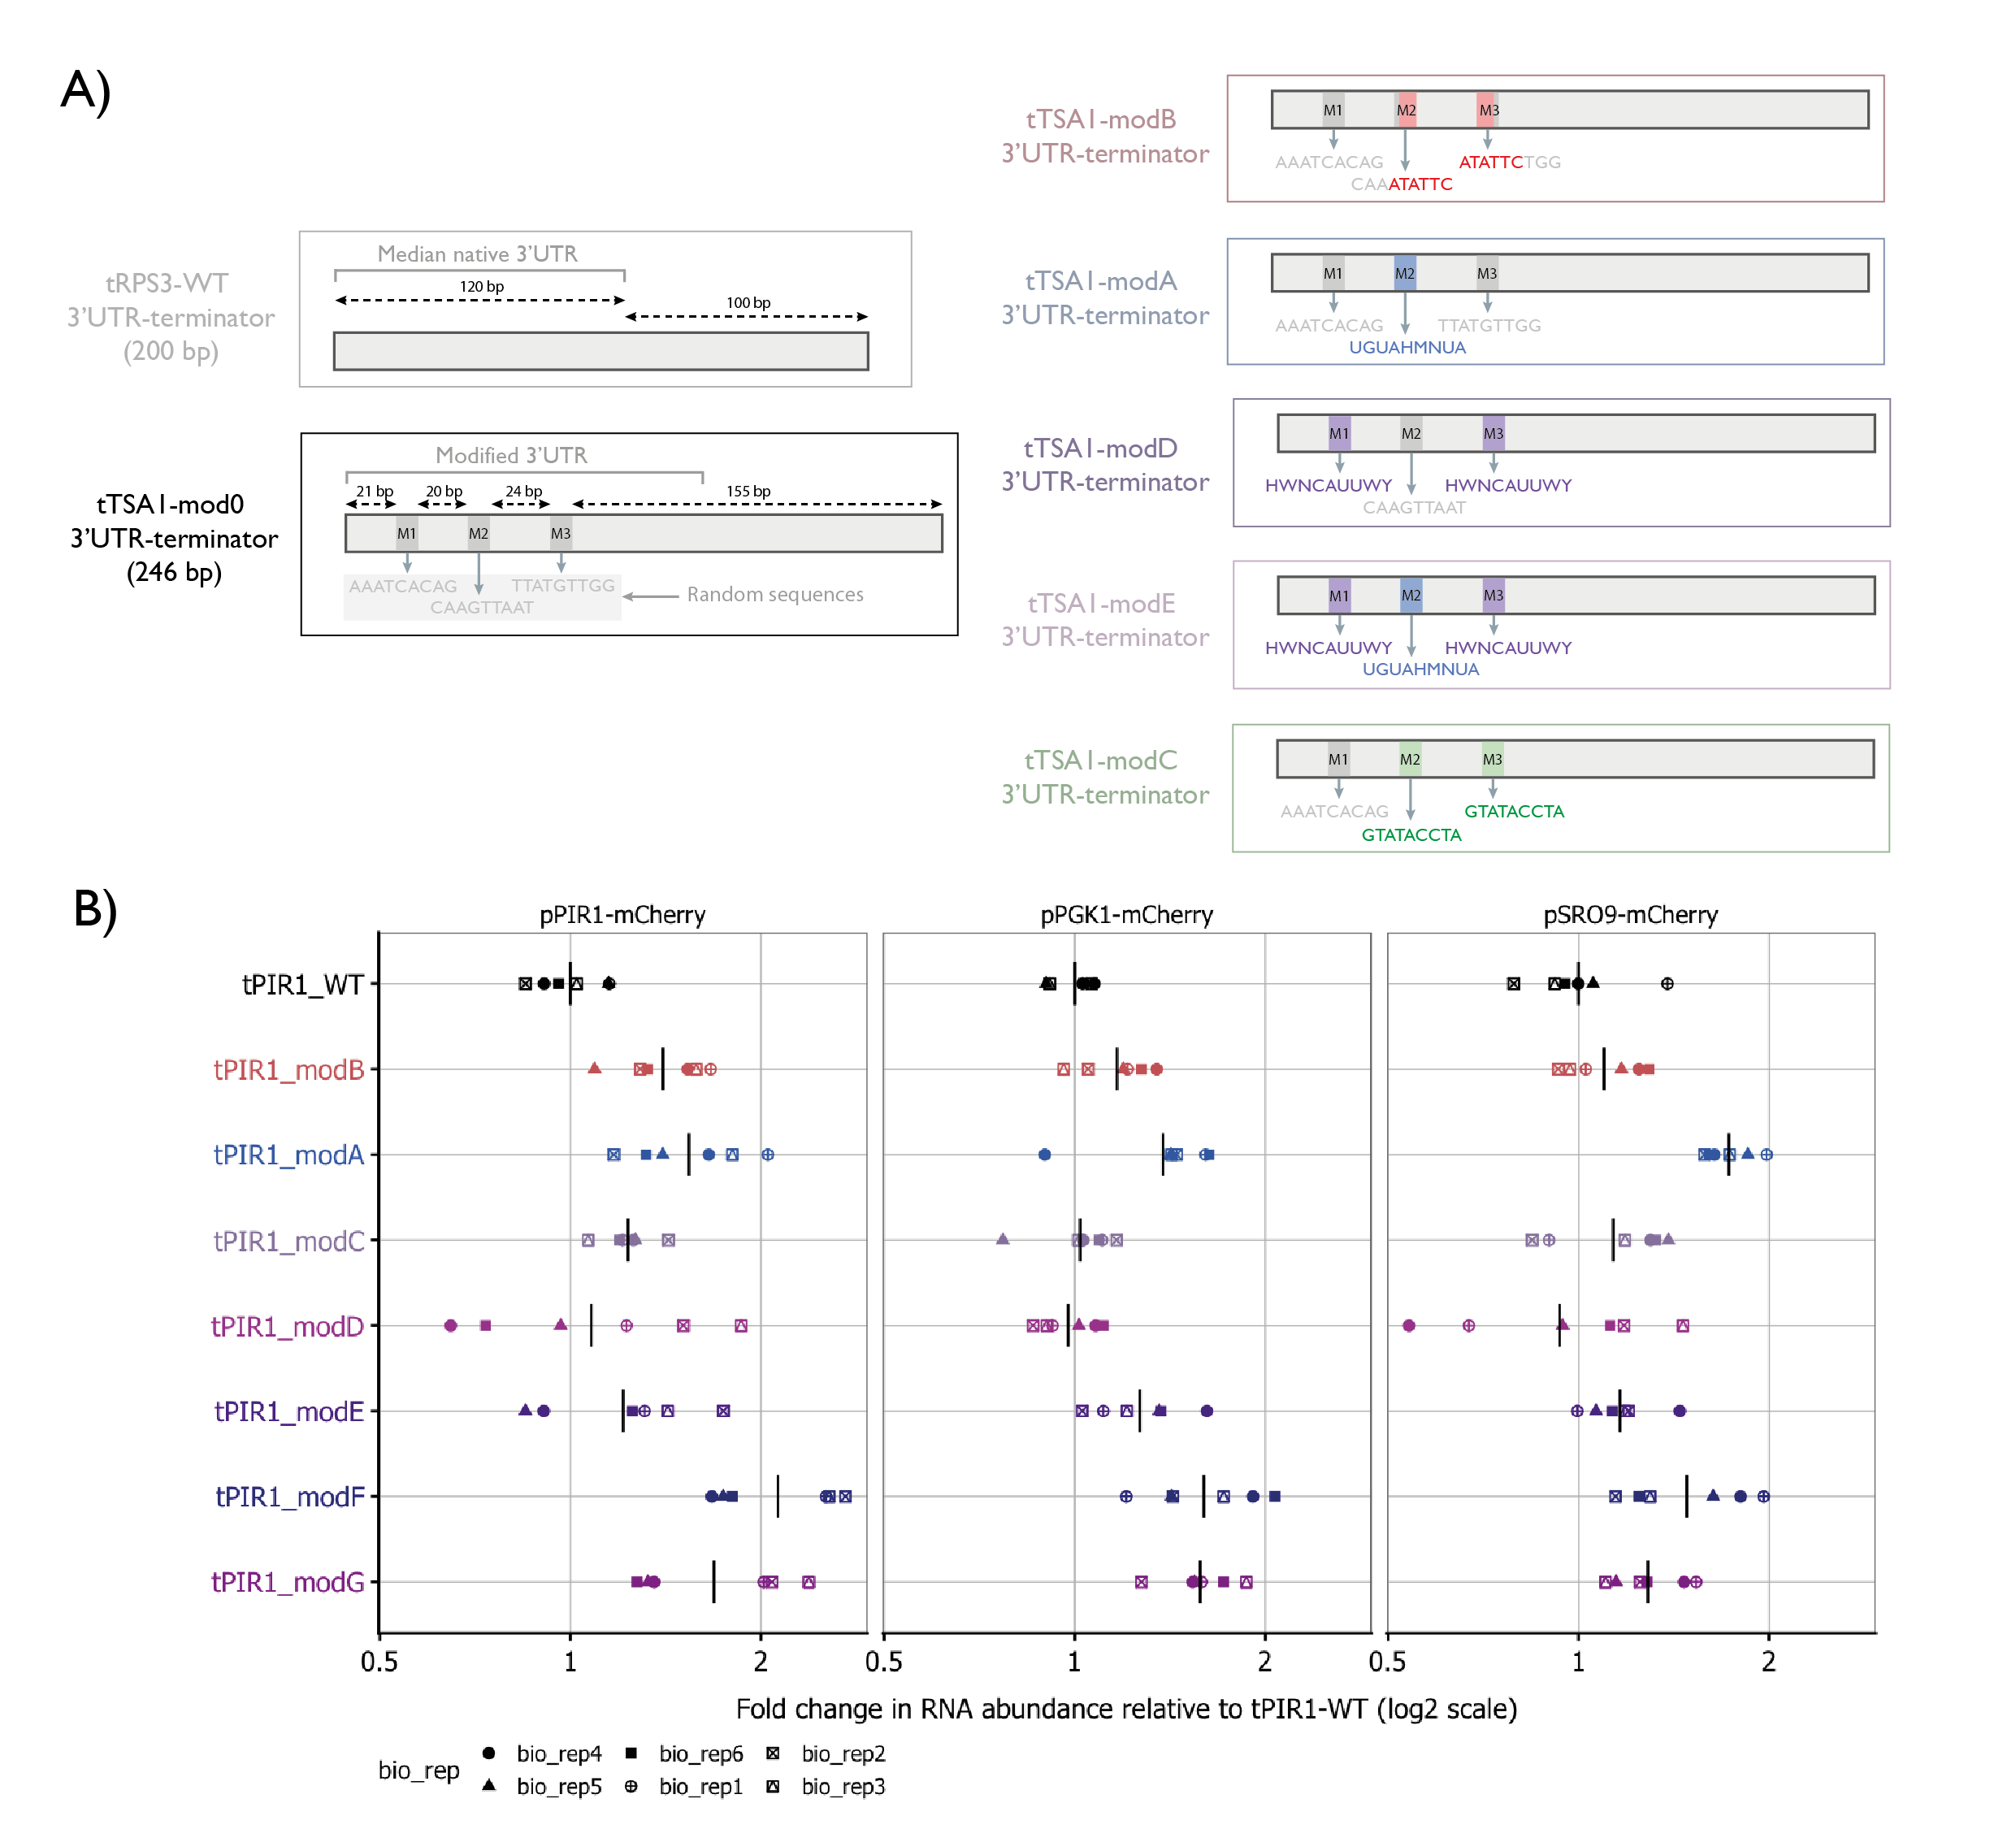 A)
tRPS3-WT
3'UTR-terminator
(200 bp)
Median native 3'UTR
120 bp
100 bp
tTSA1-mod0
3'UTR-terminator
(246 bp)
Modified 3'UTR
21 bp
20 bp
24 bp
155 bp
M1
M2
M3
AAATCACAG
TTATGTTGG
CAAGTTAAT
Random sequences
tTSA1-modB
3'UTR-terminator
M1
M2
M3
AAATCACAG
ATATTCTGG
CAAATATTC
tTSA1-modA
3'UTR-terminator
M1
M2
M3
AAATCACAG
TTATGTTGG
UGUAHMNUA
tTSA1-modD
3'UTR-terminator
M1
M2
M3
HWNCAUUWY
HWNCAUUWY
CAAGTTAAT
tTSA1-modE
3'UTR-terminator
M1
M2
M3
HWNCAUUWY
HWNCAUUWY
UGUAHMNUA
tTSA1-modC
3'UTR-terminator
M1
M2
M3
AAATCACAG
GTATACCTA
GTATACCTA
B)
pPIR1-mCherry
pPGK1-mCherry
pSRO9-mCherry
tPIR1_WT
tPIR1_modB
tPIR1_modA
tPIR1_modC
tPIR1_modD
tPIR1_modE
tPIR1_modF
tPIR1_modG
0.5 1 2 0.5 1 2 0.5 1 2
Fold change in RNA abundance relative to tPIR1-WT (log2 scale)
bio_rep
bio_rep4 bio_rep6 bio_rep2
bio_rep5 bio_rep1 bio_rep3